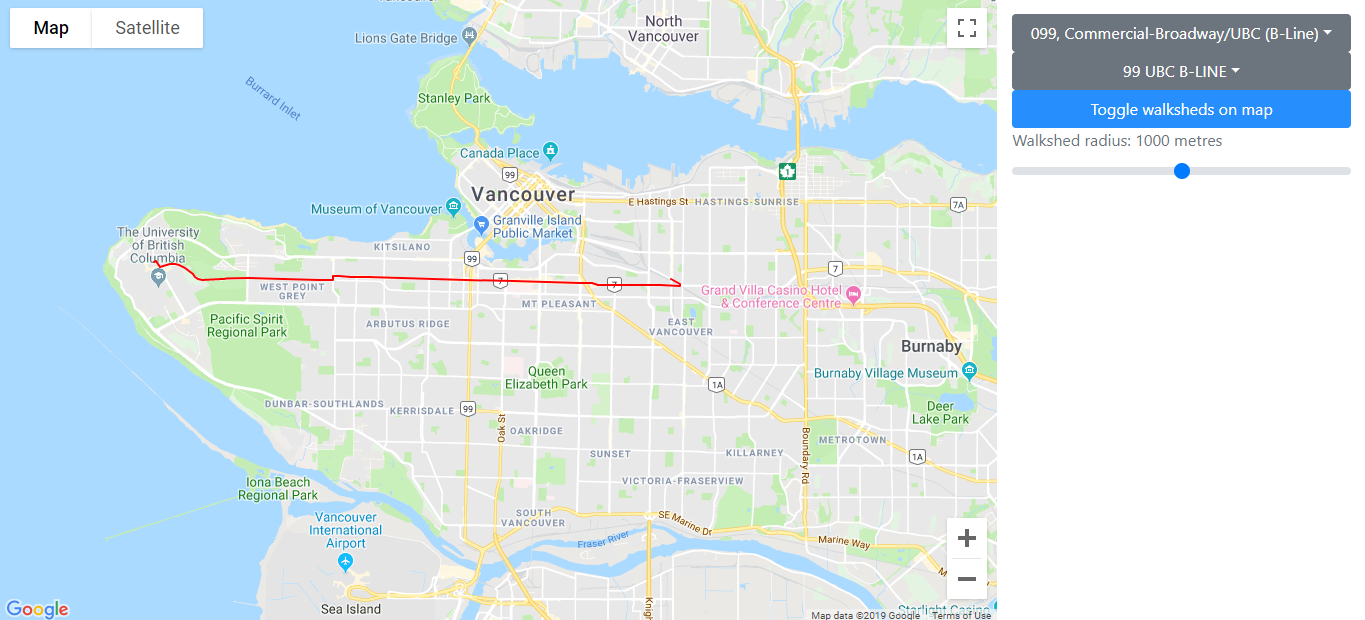 Map
Satellite
Vancouver
North
Vancouver
Lions Gate Bridge
Burrard Inlet
Stanley Park
Canada Place
99
1
Vancouver
E Hastings St
HASTINGS-SUNRISE
7A
Museum of Vancouver
Granville Island
Public Market
The University
of British
Columbia
KITSILANO
99
7
7
7
WEST POINT
GREY
MT PLEASANT
Grand Villa Casino Hotel
& Conference Centre
Pacific Spirit
Regional Park
ARBUTUS RIDGE
EAST
VANCOUVER
Burnaby
Queen
Elizabeth Park
1A
Burnaby Village Museum
DUNBAR-SOUTHLANDS
KERRISDALE
99
Oak St
Deer
Lake Park
OAKRIDGE
Boundary Rd
METROTOWN
SUNSET
KILLARNEY
1A
Iona Beach
Regional Park
VICTORIA-FRASERVIEW
Vancouver
International
Airport
SOUTH
VANCOUVER
SE Marine Dr
Fraser River
Marine Way
Sea Island
Google
Map data ©2019 Google
Terms of Use
099, Commercial-Broadway/UBC (B-Line)
99 UBC B-LINE
Toggle walksheds on map
Walkshed radius: 1000 metres